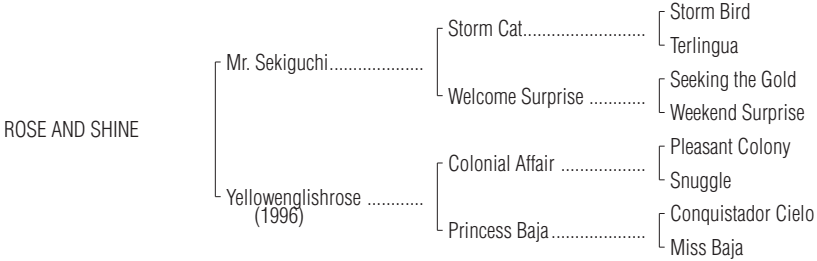 Storm Bird
Storm Cat.........................
Terlingua
Mr. Sekiguchi....................
Seeking the Gold
Welcome Surprise ............
Weekend Surprise
ROSE AND SHINE
Pleasant Colony
Colonial Affair ..................
Snuggle
Yellowenglishrose ............
(1996)
Conquistador Cielo
Princess Baja....................
Miss Baja